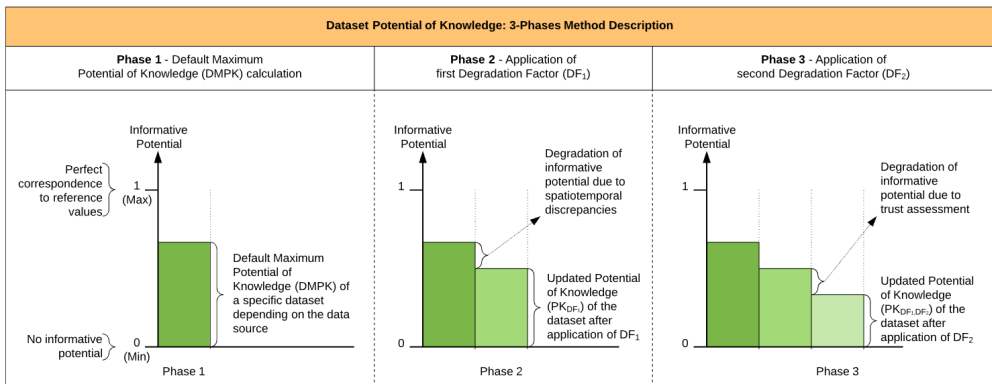 Dataset Potential of Knowledge: 3-Phases Method Description
Phase 1 - Default Maximum
Potential of Knowledge (DMPK) calculation
Phase 2 - Application of
first Degradation Factor (DF₁)
Phase 3 - Application of
second Degradation Factor (DF₂)
Informative
Potential
Perfect
correspondence
to reference
values
1
(Max)
Default Maximum
Potential of
Knowledge (DMPK) of
a specific dataset
depending on the data
source
No informative
potential
0
(Min)
Phase 1
Informative
Potential
1
Degradation of
informative
potential due to
spatiotemporal
discrepancies
Updated Potential
of Knowledge
(PK_DF₁) of the
dataset after
application of DF₁
0
Phase 2
Informative
Potential
1
Degradation of
informative
potential due to
trust assessment
Updated Potential
of Knowledge
(PK_DF₁,DF₂) of the
dataset after
application of DF₂
0
Phase 3